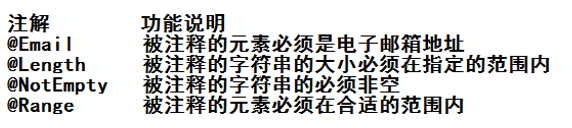 注解 功能说明
@Email 被注释的元素必须是电子邮箱地址
@Length 被注释的字符串的大小必须在指定的范围内
@NotEmpty 被注释的字符串的必须非空
@Range 被注释的元素必须在合适的范围内